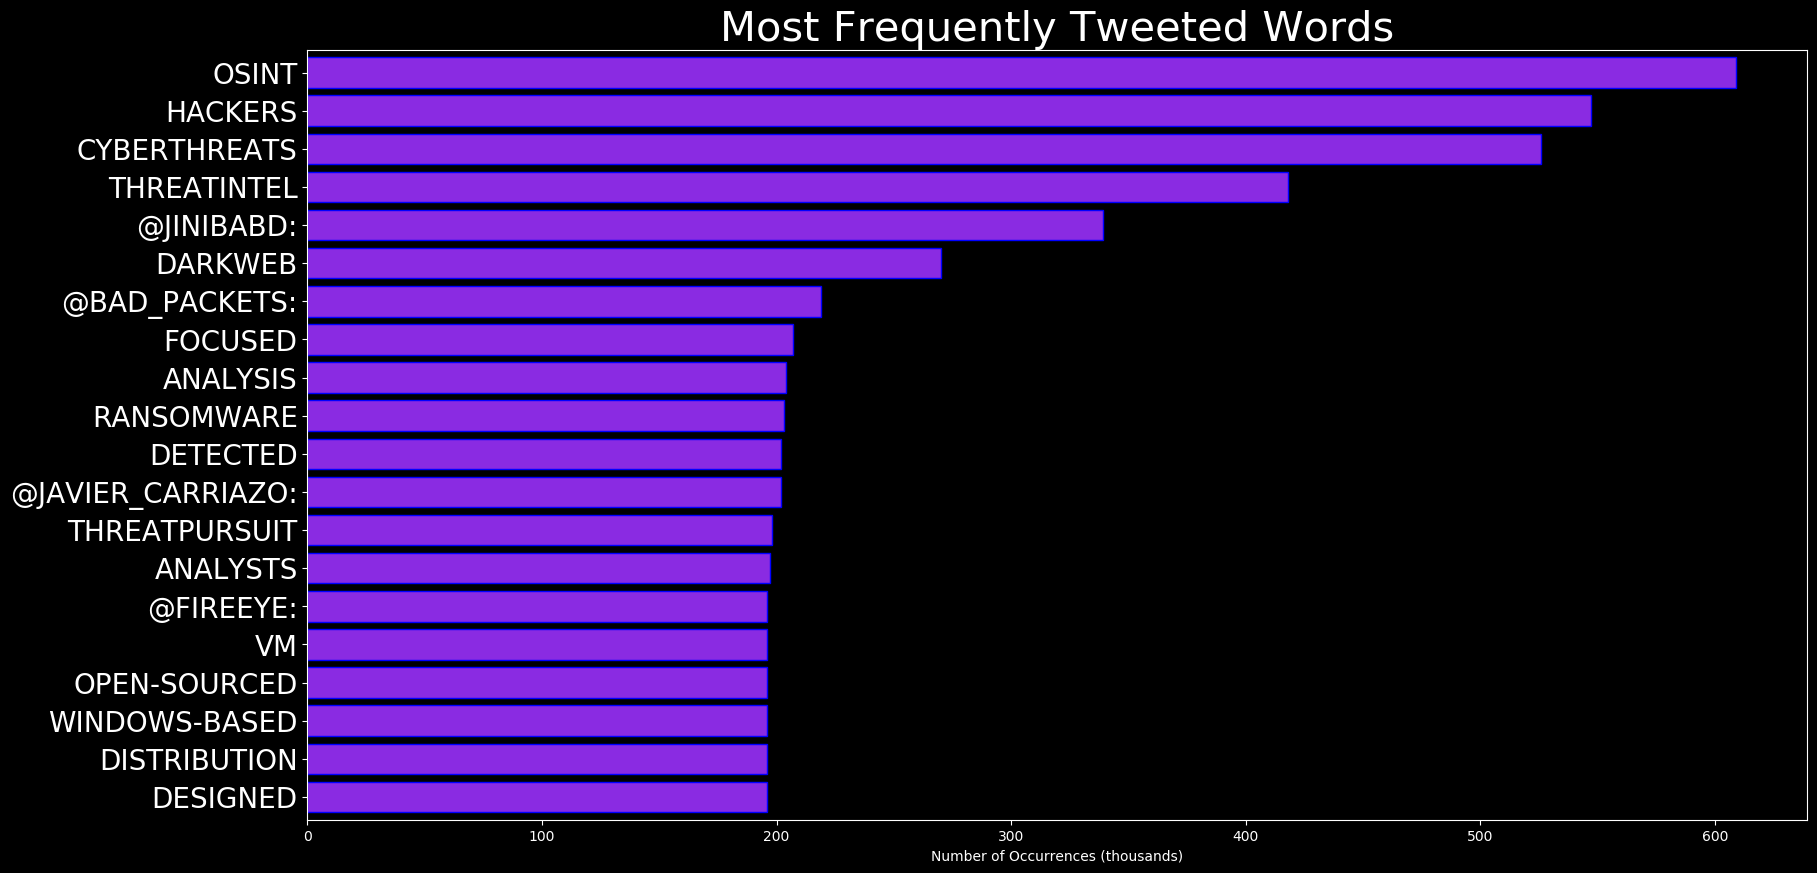 Most Frequently Tweeted Words
OSINT
HACKERS
CYBERTHREATS
THREATINTEL
@JINIBABD:
DARKWEB
@BAD_PACKETS:
FOCUSED
ANALYSIS
RANSOMWARE
DETECTED
@JAVIER_CARRIAZO:
THREATPURSUIT
ANALYSTS
@FIREEYE:
VM
OPEN-SOURCED
WINDOWS-BASED
DISTRIBUTION
DESIGNED
0 100 200 300 400 500 600
Number of Occurrences (thousands)